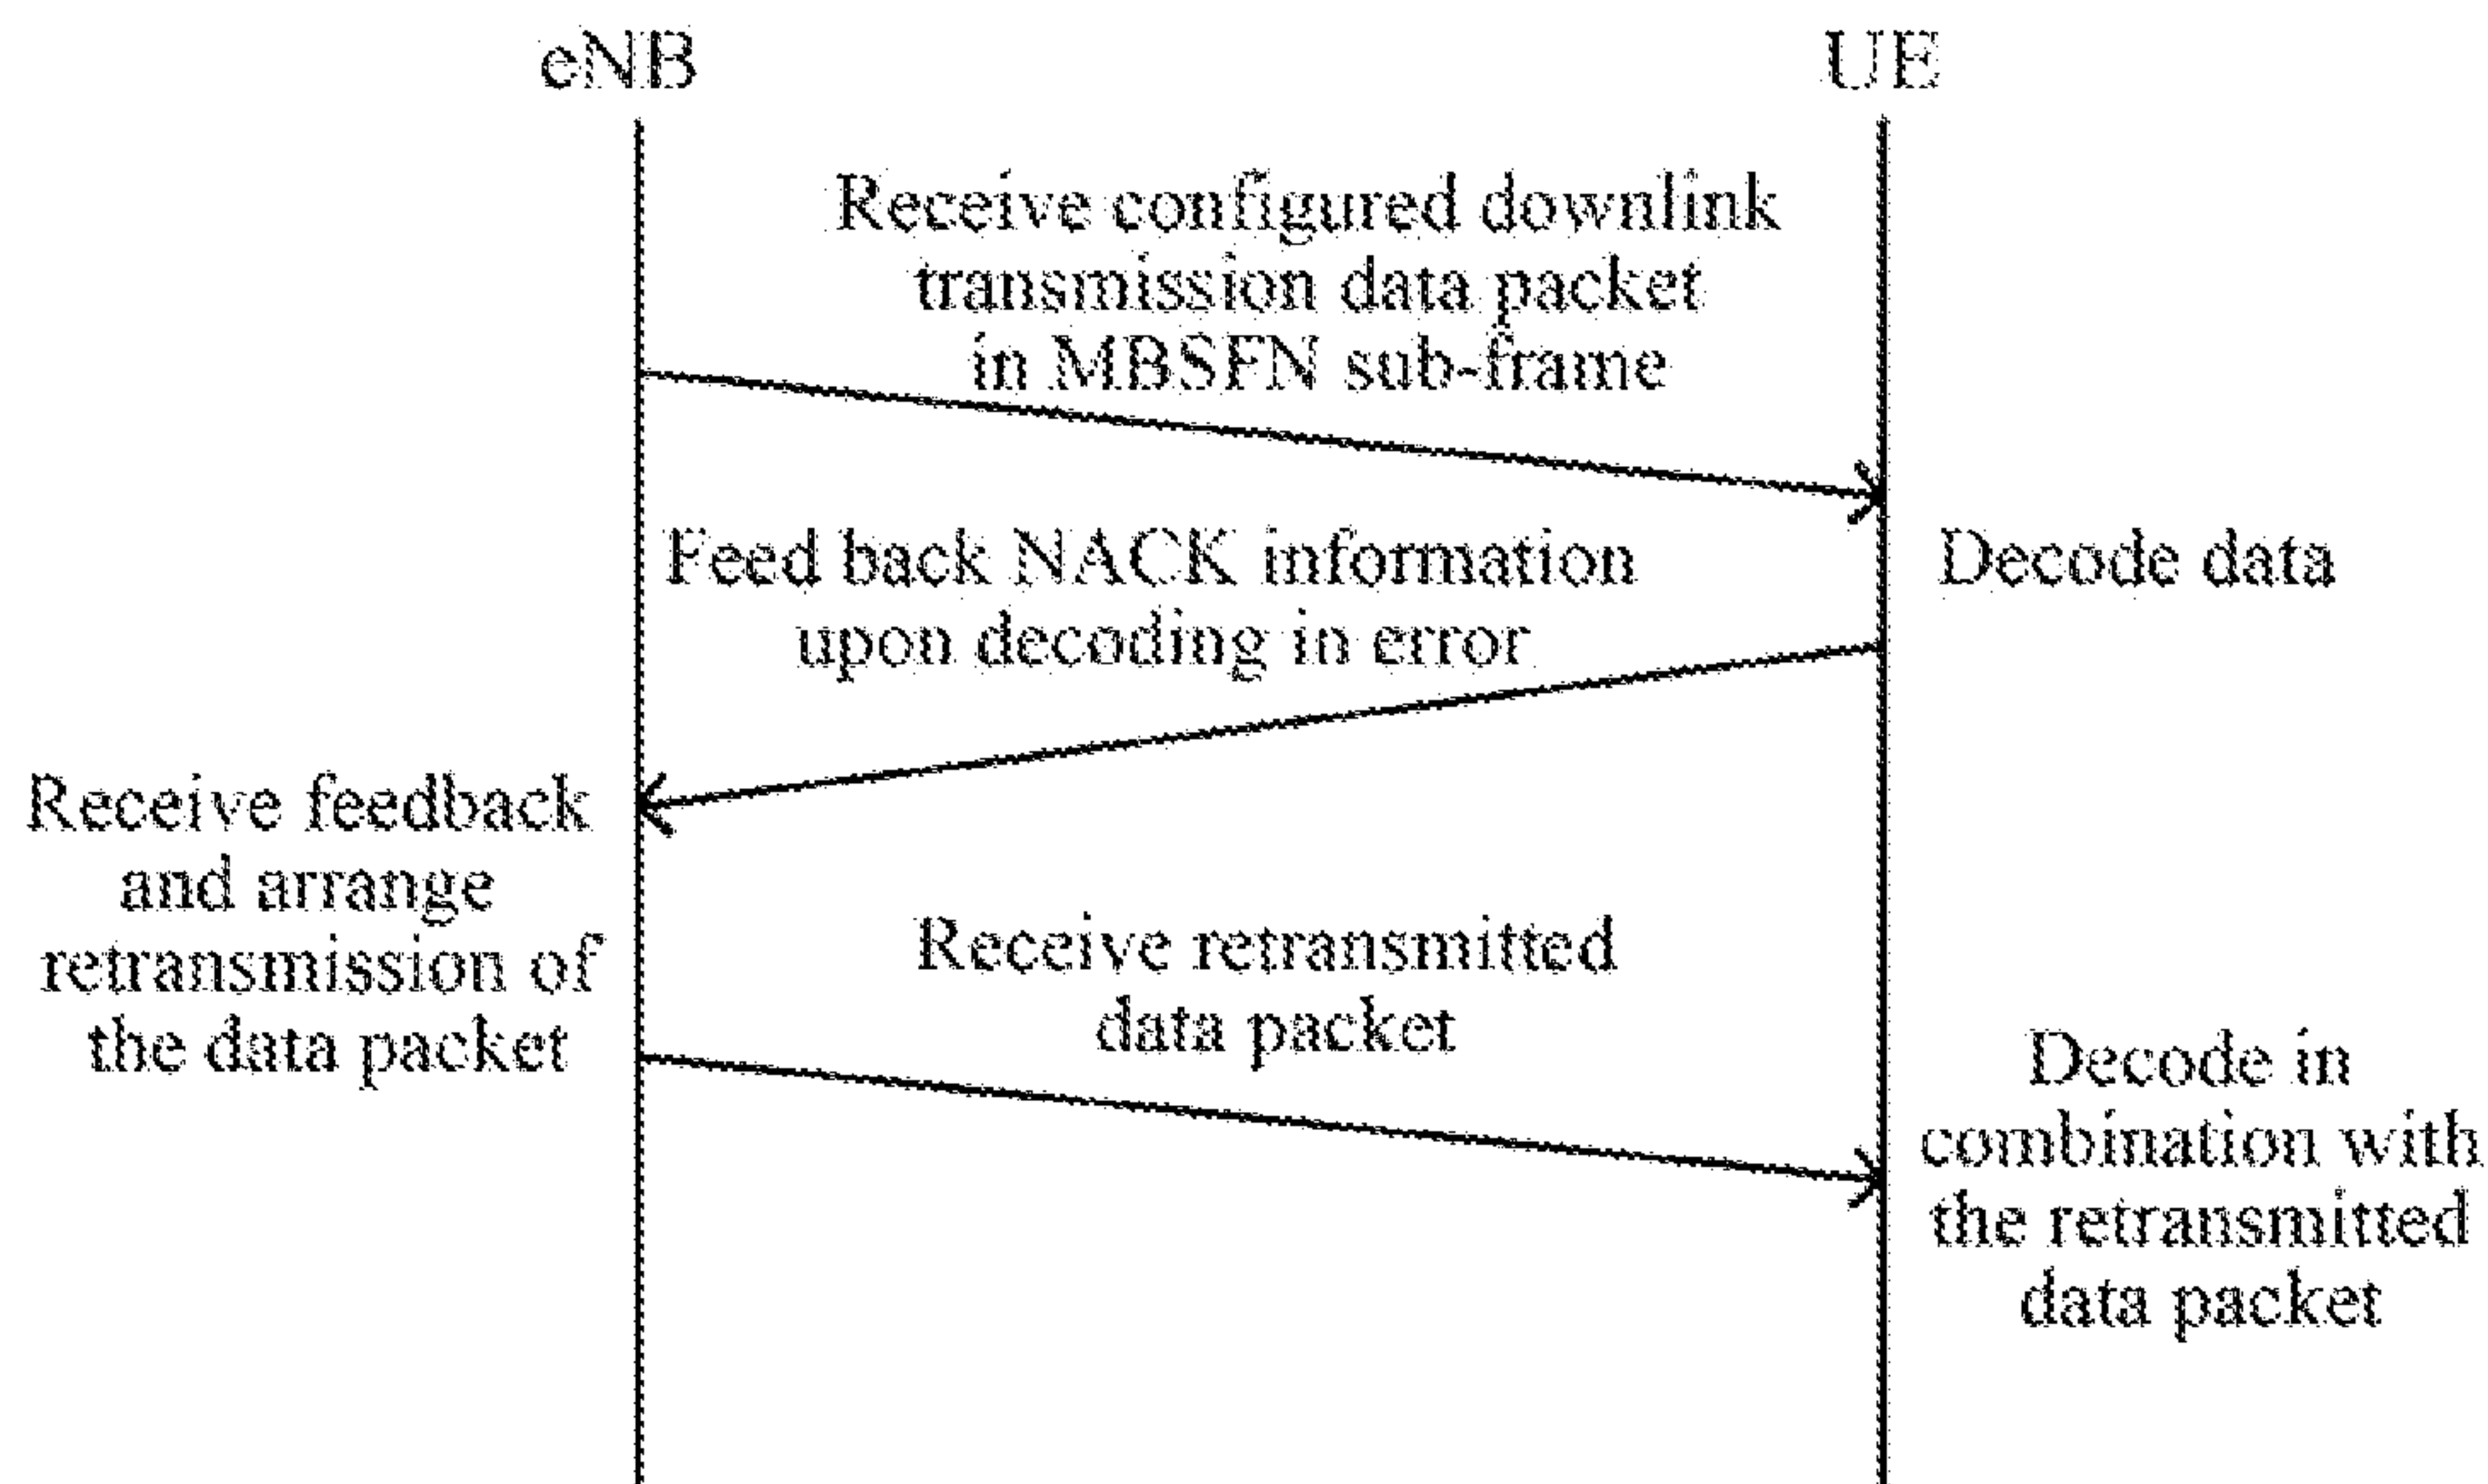 eNB
UE
Receive configured downlink
transmission data packet
in MBSFN sub-frame
Feed back NACK information
upon decoding in error
Decode data
Receive feedback
and arrange
retransmission of
the data packet
Receive retransmitted
data packet
Decode in
combination with
the retransmitted
data packet